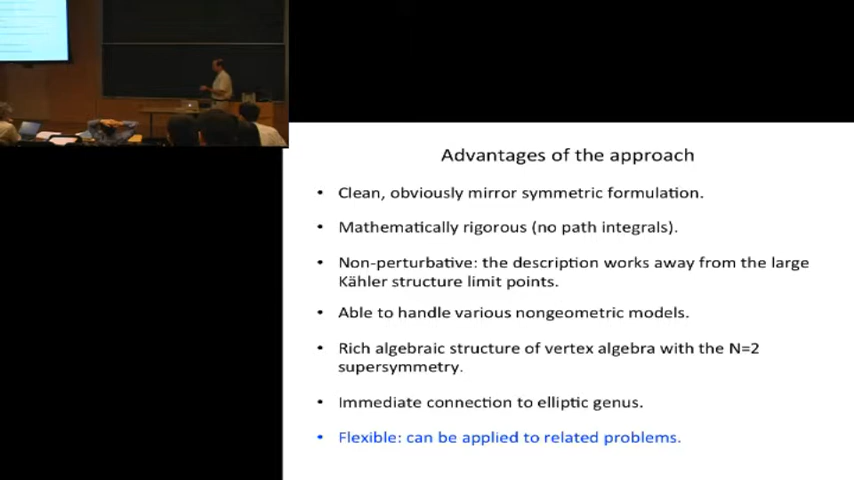 Advantages of the approach
• Clean, obviously mirror symmetric formulation.
• Mathematically rigorous (no path integrals).
• Non-perturbative: the description works away from the large
Kähler structure limit points.
• Able to handle various nongeometric models.
• Rich algebraic structure of vertex algebra with the N=2
supersymmetry.
• Immediate connection to elliptic genus.
• Flexible: can be applied to related problems.